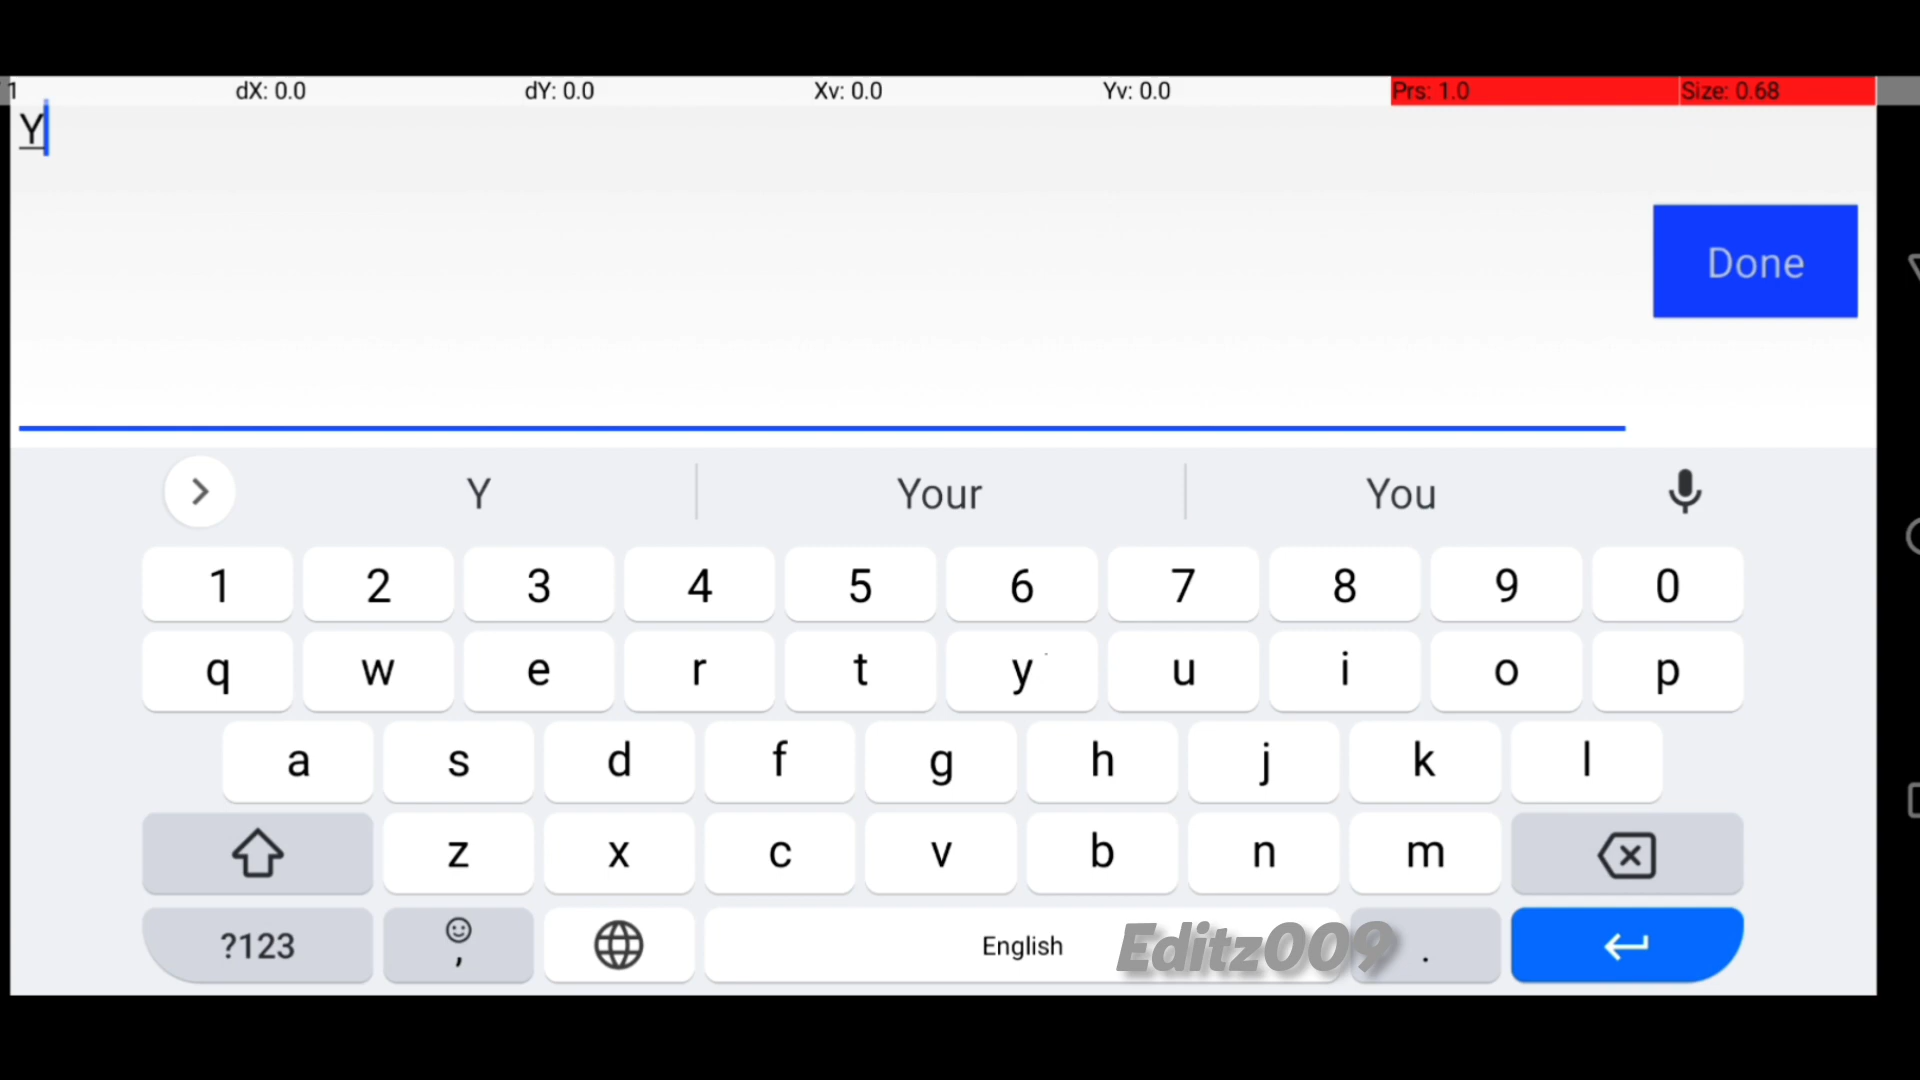 1 dX: 0.0 dY: 0.0 Xv: 0.0 Yv: 0.0 Prs: 1.0 Size: 0.68
Y
Done
Y Your You
1 2 3 4 5 6 7 8 9 0
q w e r t y u i o p
a s d f g h j k l
z x c v b n m
?123 , English Editz009 .